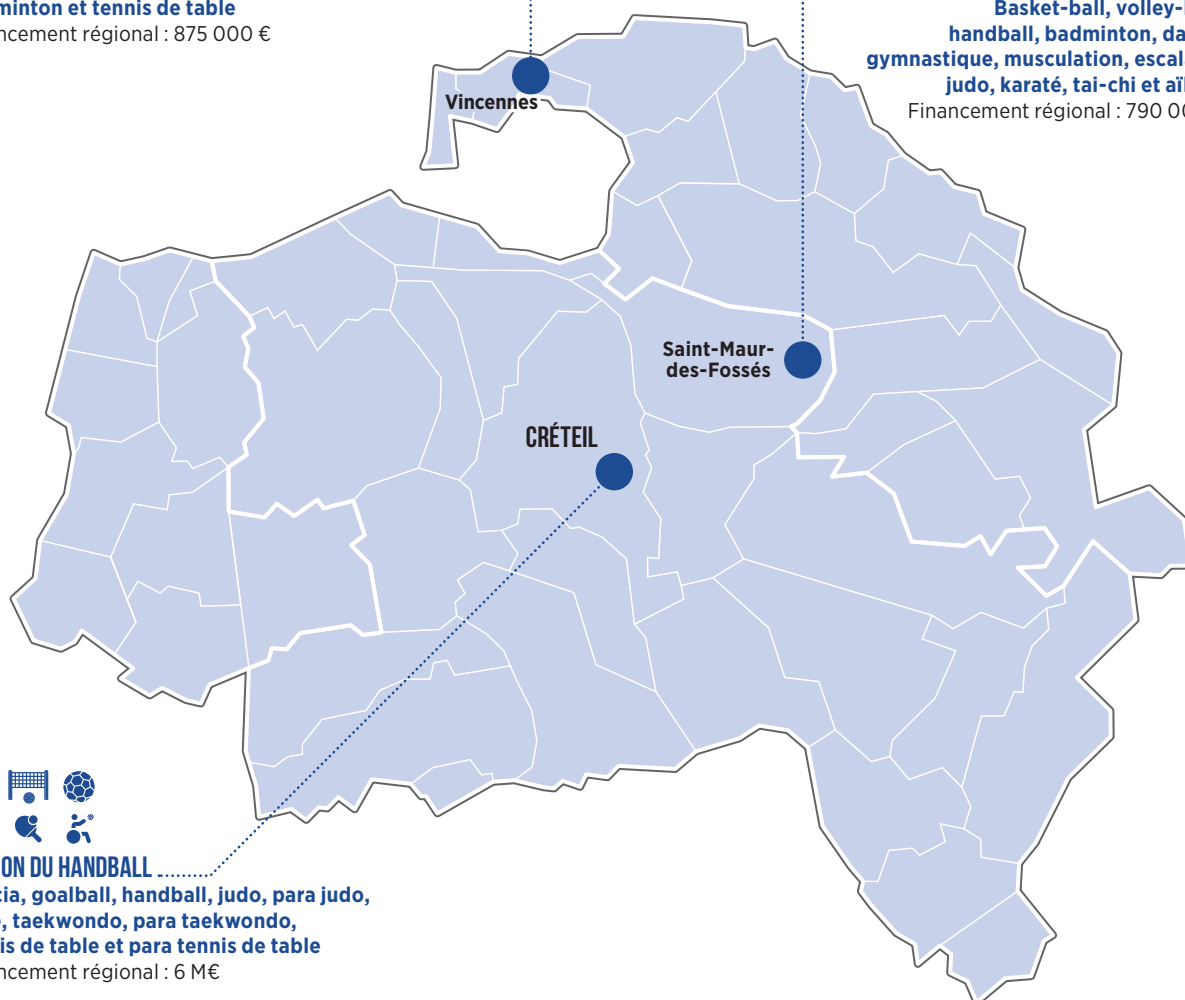 minton et tennis de table
ncement régional : 875 000 €
Basket-ball, volley-
handball, badminton, da
gymnastique, musculation, escal
judo, karaté, tai-chi et aï
Financement régional : 790 00
Vincennes
Saint-Maur-
des-Fossés
CRÉTEIL
ON DU HANDBALL
cia, goalball, handball, judo, para judo,
, taekwondo, para taekwondo,
is de table et para tennis de table
ncement régional : 6 M€